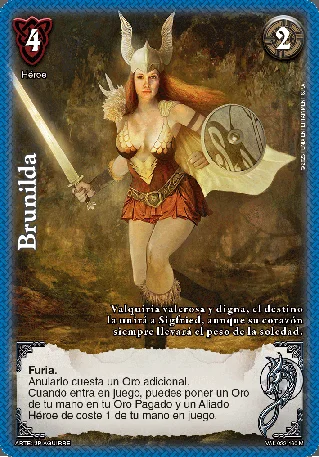 4
2
Héroe
Brunilda
Valquiria valerosa y digna, el destino
la unirá a Sigfried, aunque su corazón
siempre llevará el peso de la soledad.
Furia.
Anularlo cuesta un Oro adicional.
Cuando entra en juego, puedes poner un Oro
de tu mano en tu Oro Pagado y un Aliado
Héroe de coste 1 de tu mano en juego.